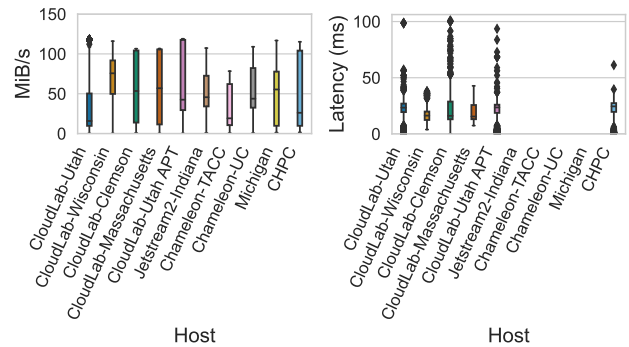 MiB/s
150
100
50
0
CloudLab-Utah
CloudLab-Wisconsin
CloudLab-Clemson
CloudLab-Massachusetts
CloudLab-Utah APT
Jetstream2-Indiana
Chameleon-TACC
Chameleon-UC
Michigan
CHPC
Host
Latency (ms)
100
50
0
CloudLab-Utah
CloudLab-Wisconsin
CloudLab-Clemson
CloudLab-Massachusetts
CloudLab-Utah APT
Jetstream2-Indiana
Chameleon-TACC
Chameleon-UC
Michigan
CHPC
Host